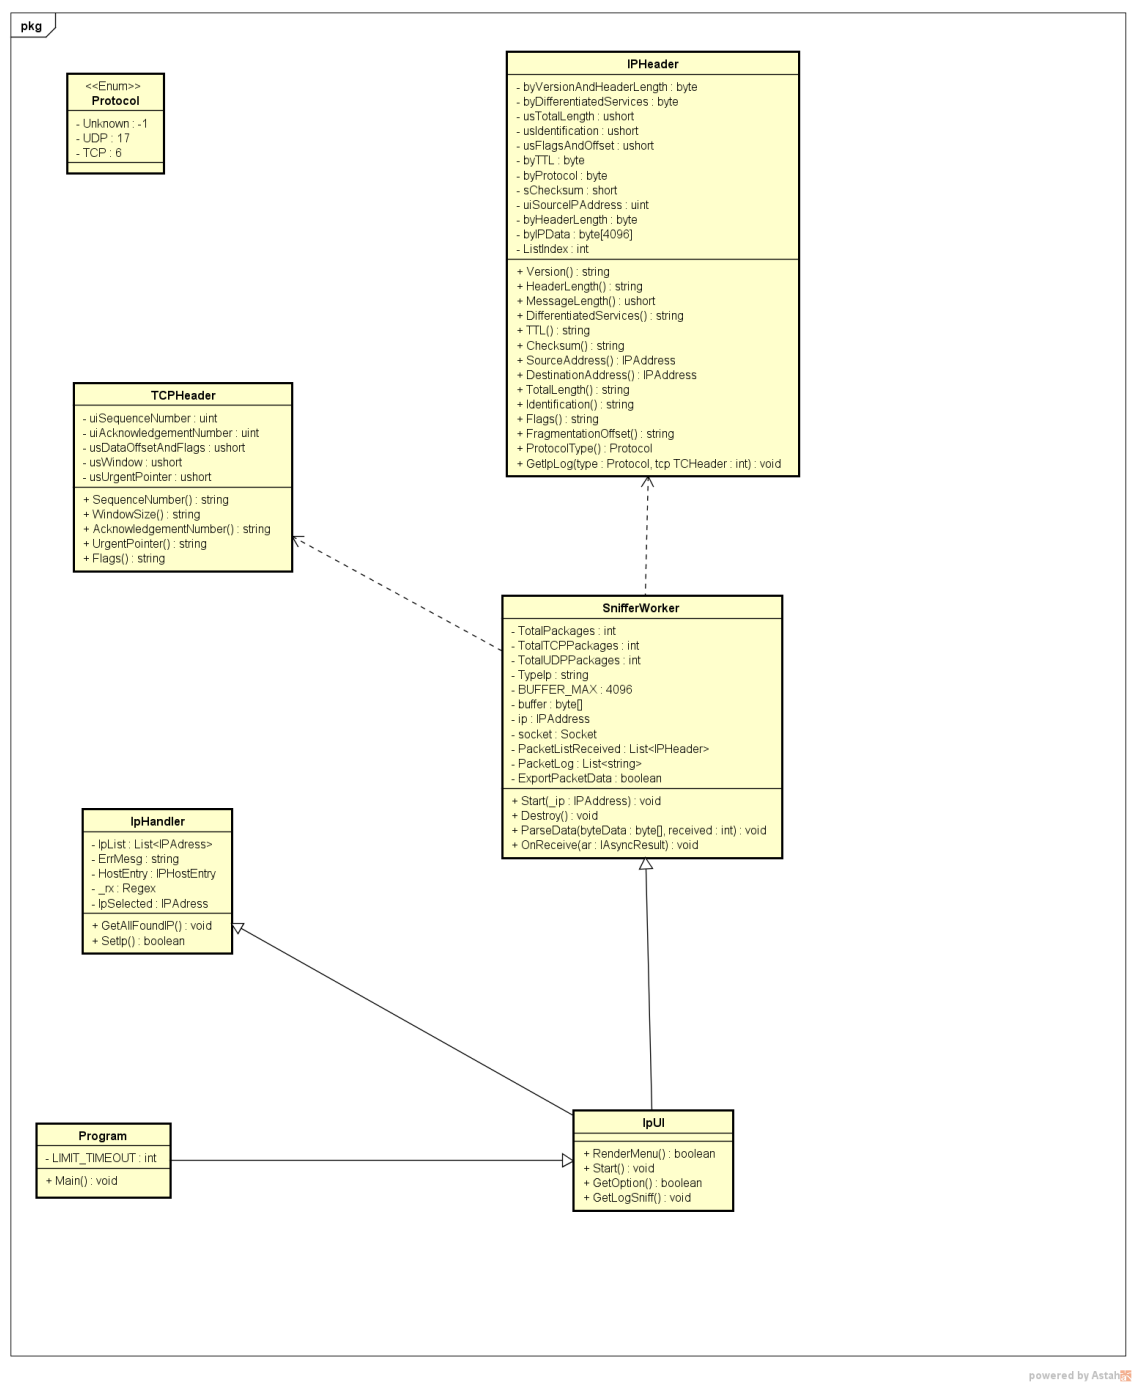 pkg
<<Enum>>
Protocol
- Unknown : -1
- UDP : 17
- TCP : 6
IPHeader
- byVersionAndHeaderLength : byte
- byDifferentiatedServices : byte
- usTotalLength : ushort
- usIdentification : ushort
- usFlagsAndOffset : ushort
- byTTL : byte
- byProtocol : byte
- sChecksum : short
- uiSourceIPAddress : uint
- byHeaderLength : byte
- byIPData : byte[4096]
- ListIndex : int
+ Version() : string
+ HeaderLength() : string
+ MessageLength() : ushort
+ DifferentiatedServices() : string
+ TTL() : string
+ Checksum() : string
+ SourceAddress() : IPAddress
+ DestinationAddress() : IPAddress
+ TotalLength() : string
+ Identification() : string
+ Flags() : string
+ FragmentationOffset() : string
+ ProtocolType() : Protocol
+ GetIpLog(type : Protocol, tcp TCHeader : int) : void
TCPHeader
- uiSequenceNumber : uint
- uiAcknowledgementNumber : uint
- usDataOffsetAndFlags : ushort
- usWindow : ushort
- usUrgentPointer : ushort
+ SequenceNumber() : string
+ WindowSize() : string
+ AcknowledgementNumber() : string
+ UrgentPointer() : string
+ Flags() : string
SnifferWorker
- TotalPackages : int
- TotalTCPPackages : int
- TotalUDPPackages : int
- TypeIp : string
- BUFFER_MAX : 4096
- buffer : byte[]
- ip : IPAddress
- socket : Socket
- PacketListReceived : List<IPHeader>
- PacketLog : List<string>
- ExportPacketData : boolean
+ Start(_ip : IPAddress) : void
+ Destroy() : void
+ ParseData(byteData : byte[], received : int) : void
+ OnReceive(ar : IAsyncResult) : void
IpHandler
- IpList : List<IPAdress>
- ErrMesg : string
- HostEntry : IPHostEntry
- _rx : Regex
- IpSelected : IPAdress
+ GetAllFoundIP() : void
+ SetIp() : boolean
Program
- LIMIT_TIMEOUT : int
+ Main() : void
IpUI
+ RenderMenu() : boolean
+ Start() : void
+ GetOption() : boolean
+ GetLogSniff() : void
powered by Astah